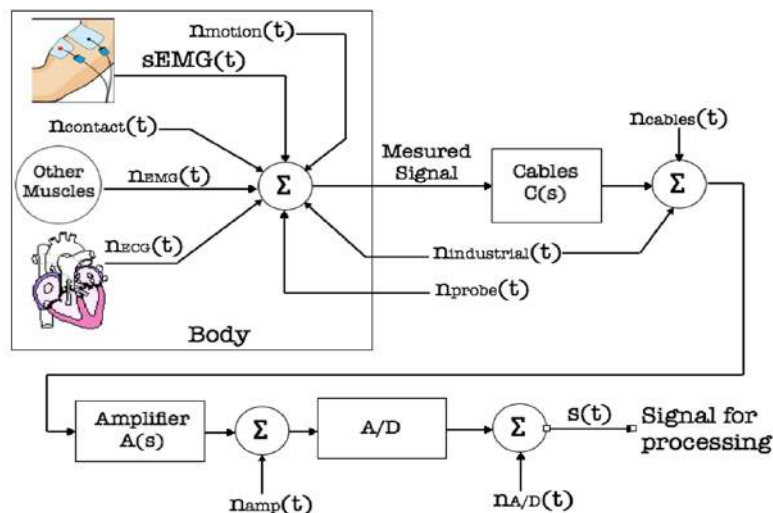 nmotion(t)
sEMG(t)
ncontact(t)
Other
Muscles
nEMG(t)
nECG(t)
Body
Σ
Mesured
Signal
Cables
C(s)
ncables(t)
Σ
nindustrial(t)
nprobe(t)
Amplifier
A(s)
Σ
namp(t)
A/D
Σ
nA/D(t)
s(t)
Signal for
processing